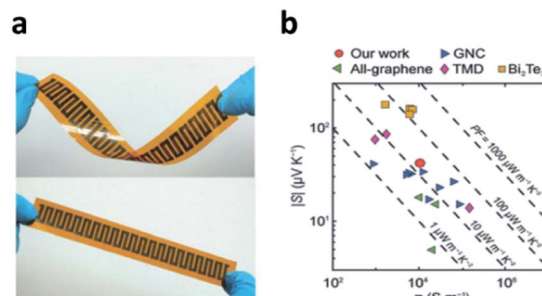 a
b
Our work GNC
All-graphene TMD Bi₂Te
|S| (μV K⁻¹)
10²
10¹
PF = 1000 μW m⁻¹ K⁻²
100 μW m⁻¹ K⁻²
10 μW m⁻¹ K⁻²
1 μW m⁻¹ K⁻²
10² 10⁴ 10⁶